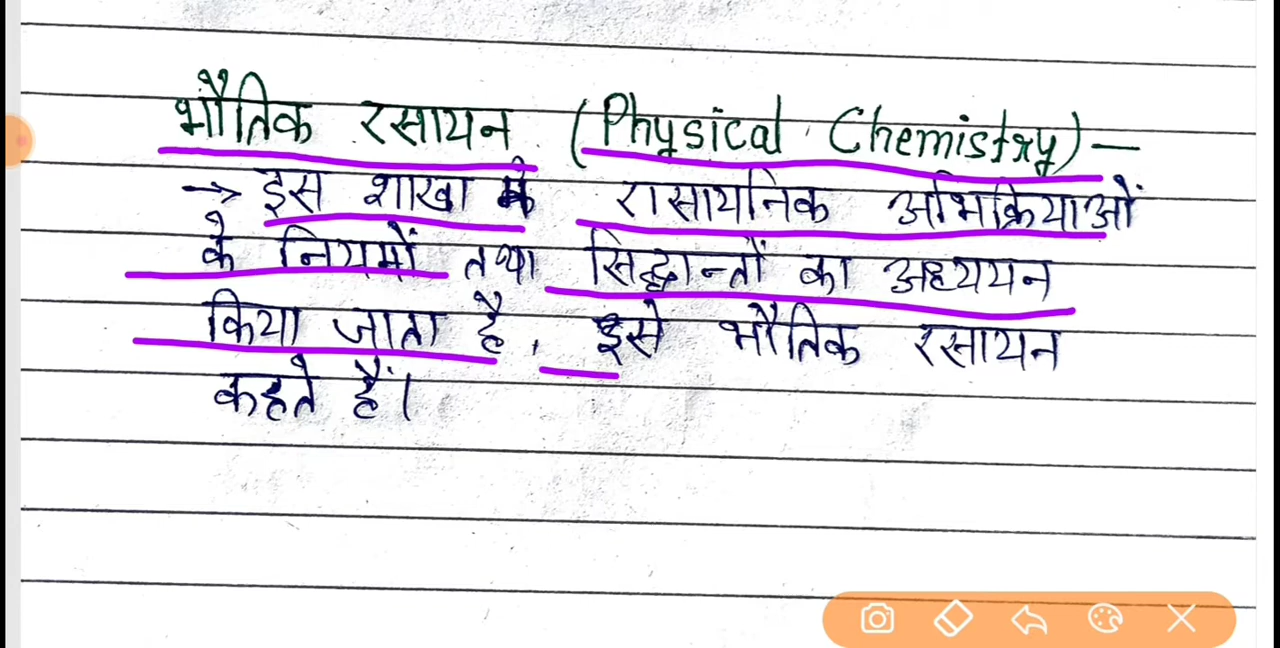 भौतिक रसायन (Physical Chemistry) —
→ इस शाखा में रासायनिक अभिक्रियाओं
के नियमों तथा सिद्धान्तों का अध्ययन
किया जाता है, इसे भौतिक रसायन
कहते हैं।